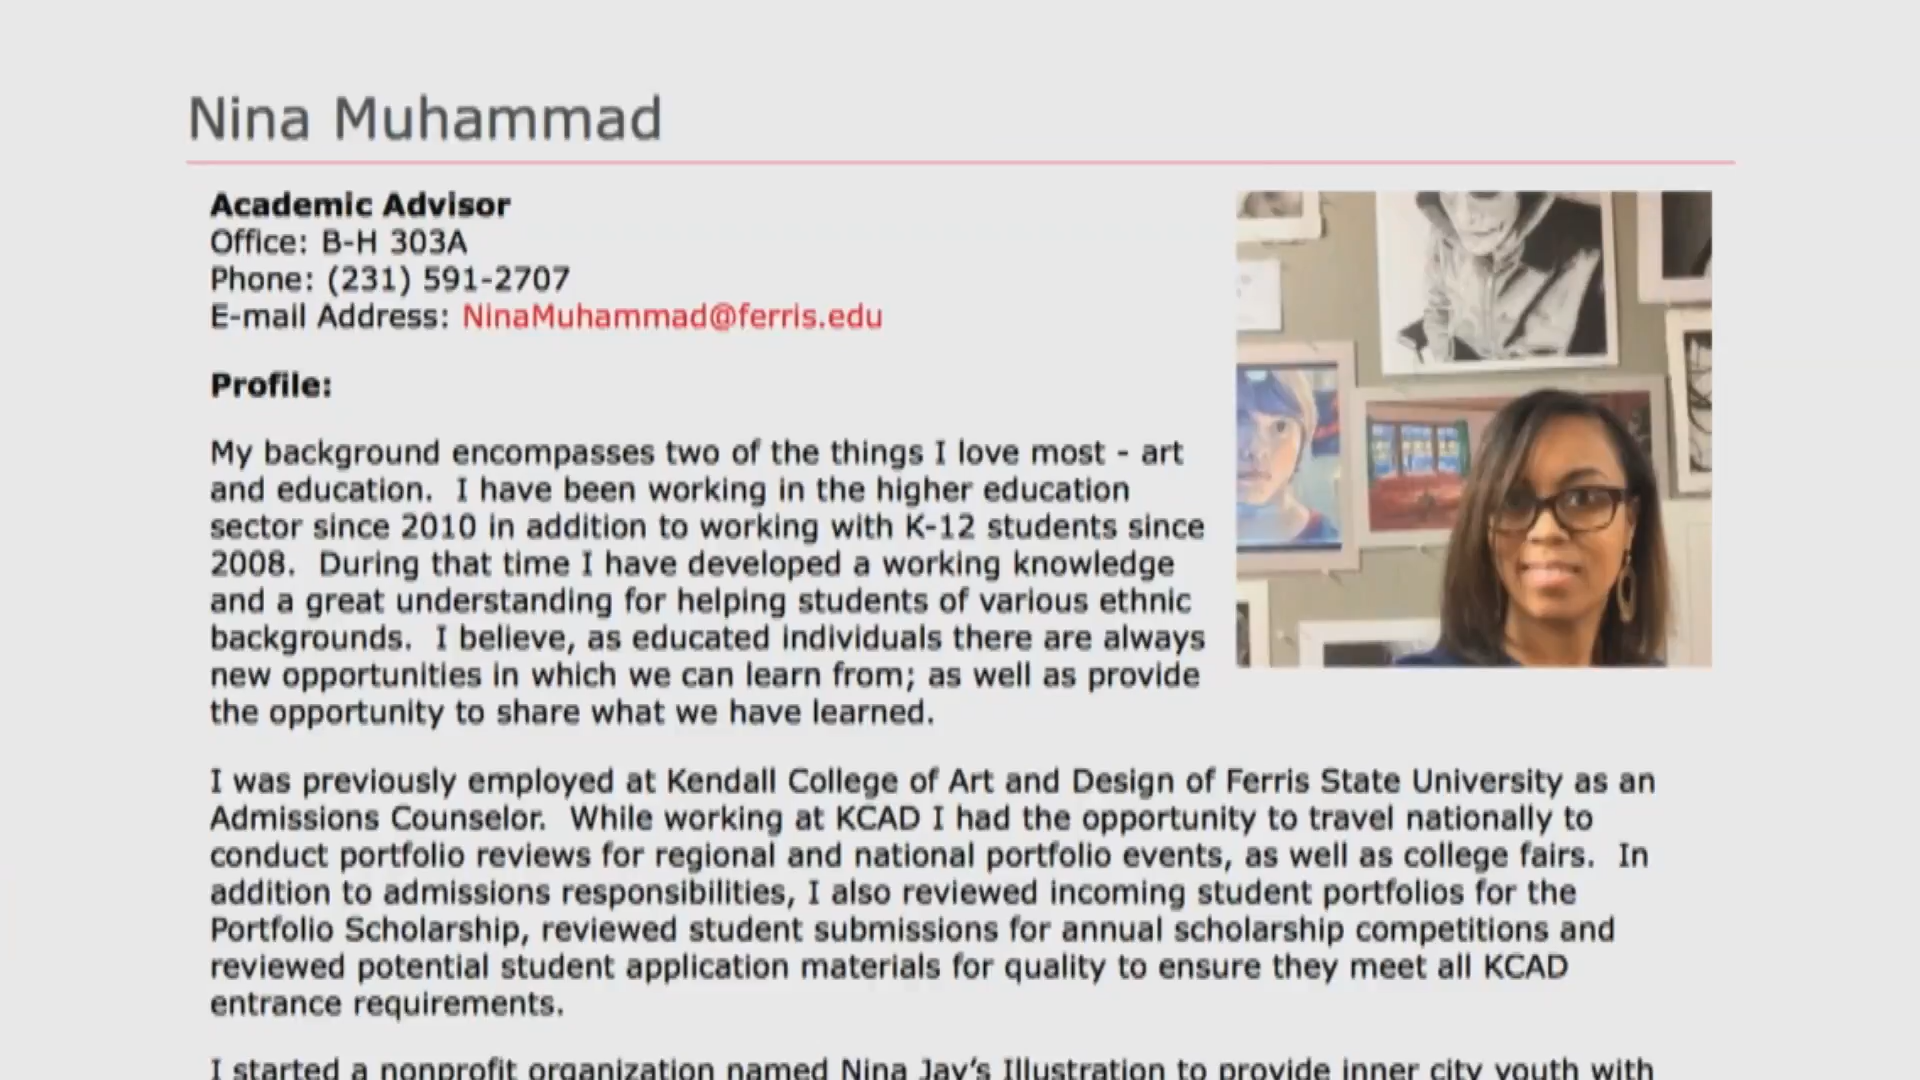 Nina Muhammad
Academic Advisor
Office: B-H 303A
Phone: (231) 591-2707
E-mail Address: NinaMuhammad@ferris.edu
Profile:
My background encompasses two of the things I love most - art
and education.  I have been working in the higher education
sector since 2010 in addition to working with K-12 students since
2008.  During that time I have developed a working knowledge
and a great understanding for helping students of various ethnic
backgrounds.  I believe, as educated individuals there are always
new opportunities in which we can learn from; as well as provide
the opportunity to share what we have learned.
I was previously employed at Kendall College of Art and Design of Ferris State University as an
Admissions Counselor.  While working at KCAD I had the opportunity to travel nationally to
conduct portfolio reviews for regional and national portfolio events, as well as college fairs.  In
addition to admissions responsibilities, I also reviewed incoming student portfolios for the
Portfolio Scholarship, reviewed student submissions for annual scholarship competitions and
reviewed potential student application materials for quality to ensure they meet all KCAD
entrance requirements.
I started a nonprofit organization named Nina Jay's Illustration to provide inner city youth with